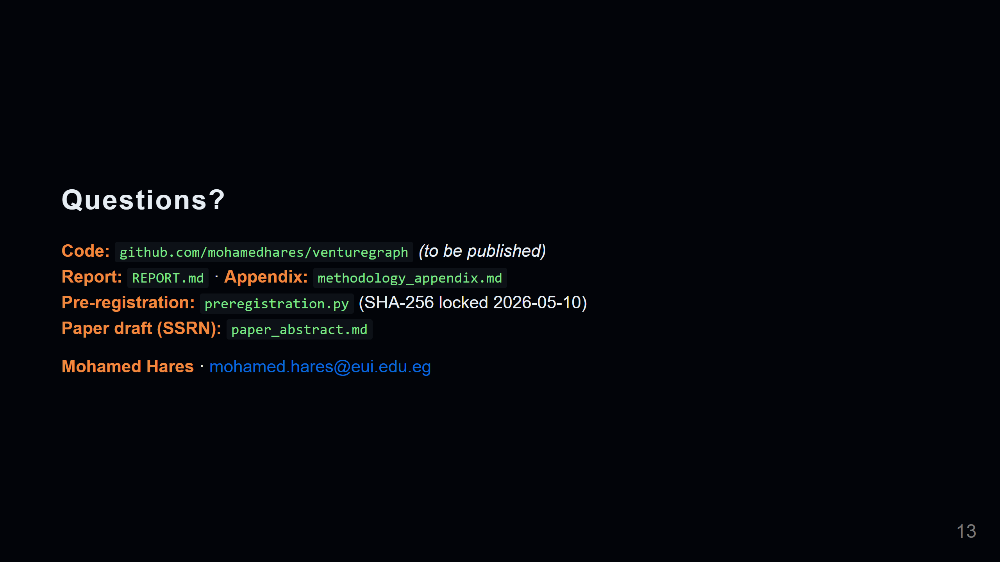 Questions?
Code: github.com/mohamedhares/venturegraph (to be published)
Report: REPORT.md · Appendix: methodology_appendix.md
Pre-registration: preregistration.py (SHA-256 locked 2026-05-10)
Paper draft (SSRN): paper_abstract.md
Mohamed Hares · mohamed.hares@eui.edu.eg
13